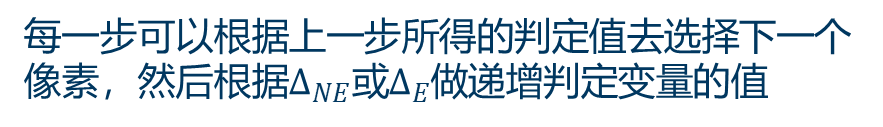 每一步可以根据上一步所得的判定值去选择下一个
像素，然后根据Δ_{NE}或Δ_E做递增判定变量的值